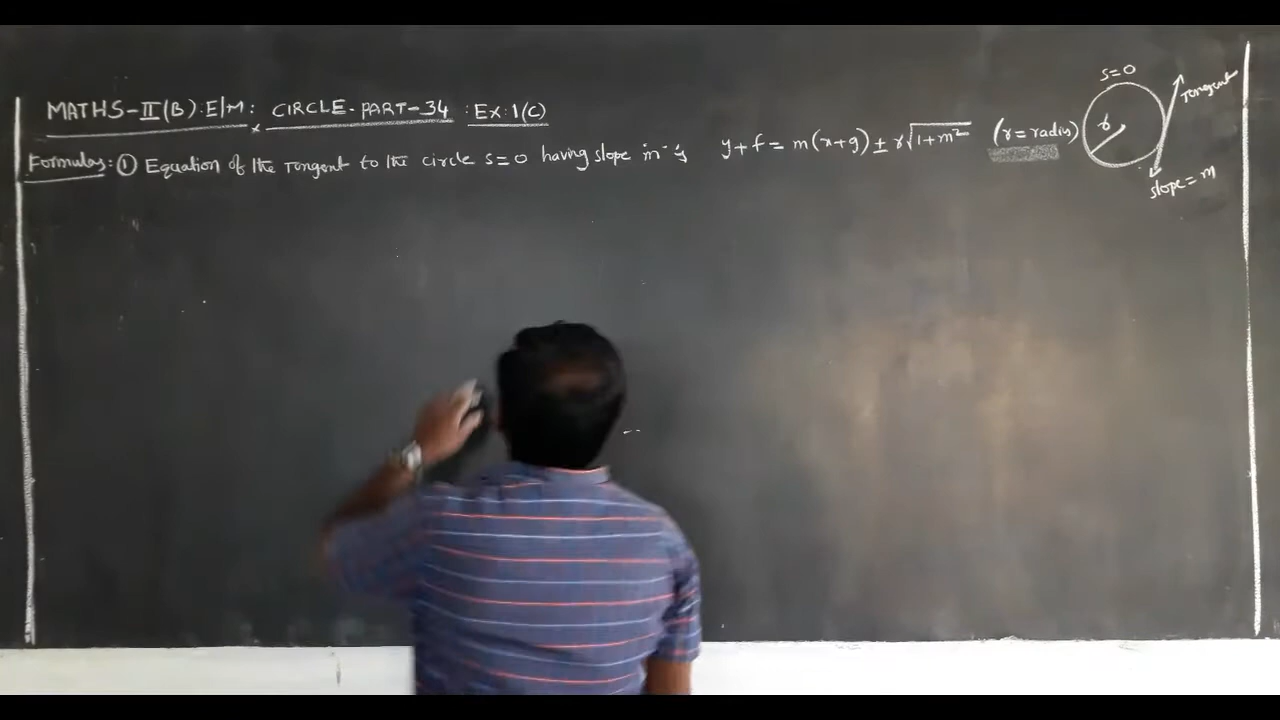 MATHS-II(B):E/M: CIRCLE-PART-34 :Ex:1(C)
Formulas: ① Equation of the Tangent to the circle S=0 having slope 'm' is y+f = m(x+g) ± r√1+m² (r = radius)
S=0
Tangent
r
slope = m